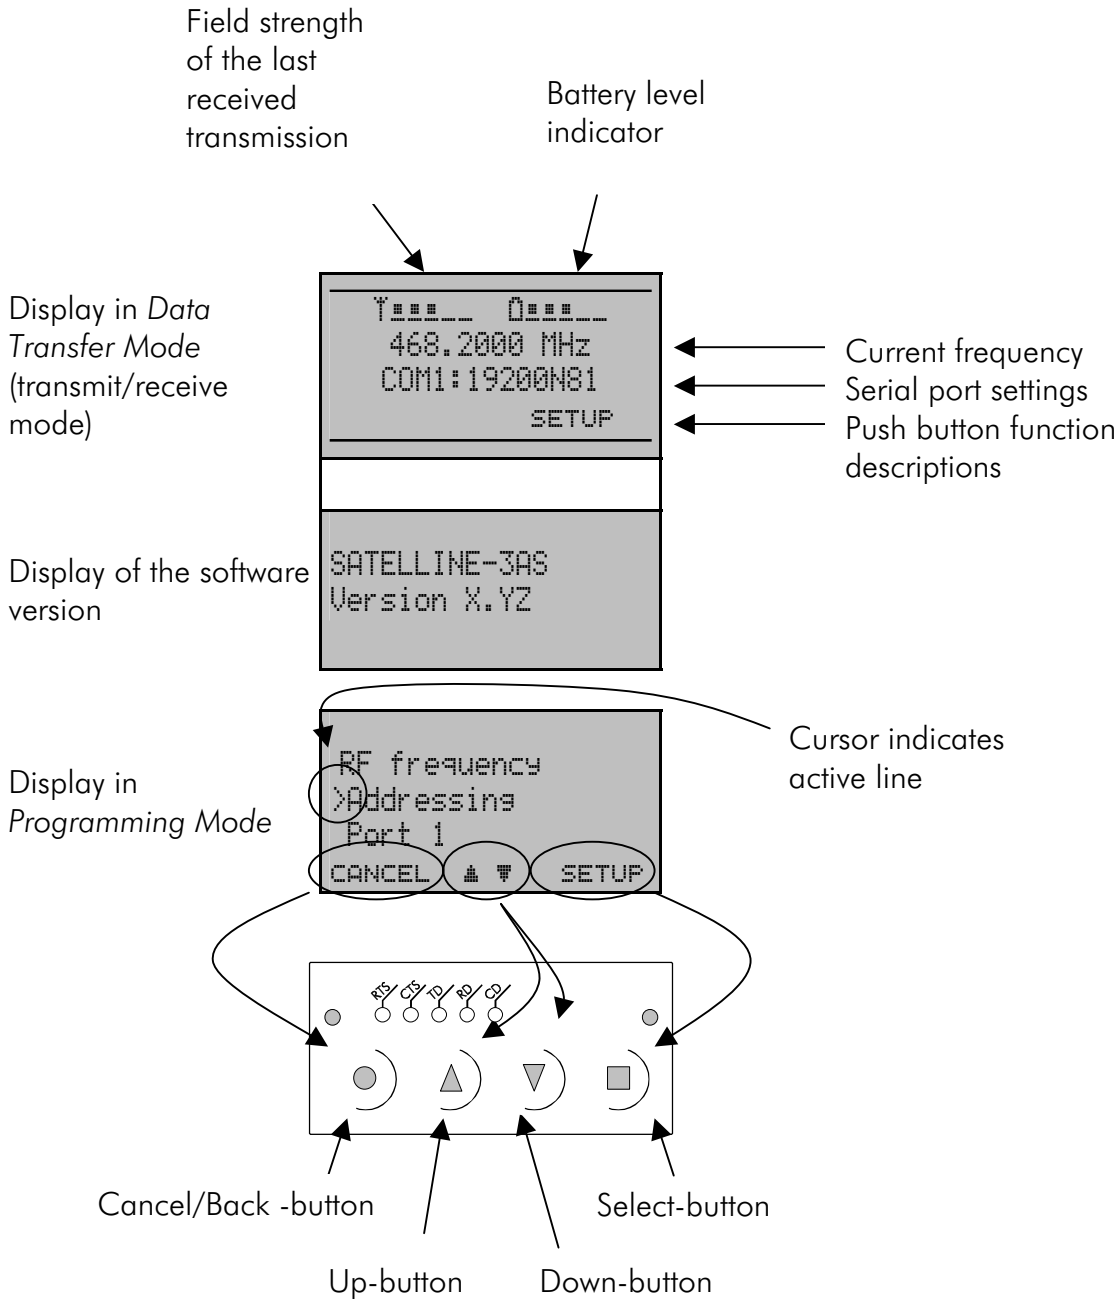 Field strength
of the last
received
transmission
Battery level
indicator
Display in Data
Transfer Mode
(transmit/receive
mode)
468.2000 MHz
COM1:19200N81
SETUP
Current frequency
Serial port settings
Push button function
descriptions
Display of the software
version
SATELLINE-3AS
Version X.YZ
Display in
Programming Mode
RF frequency
>Addressing
Port 1
CANCEL SETUP
Cursor indicates
active line
RTS CTS TD RD CD
Cancel/Back -button
Select-button
Up-button
Down-button